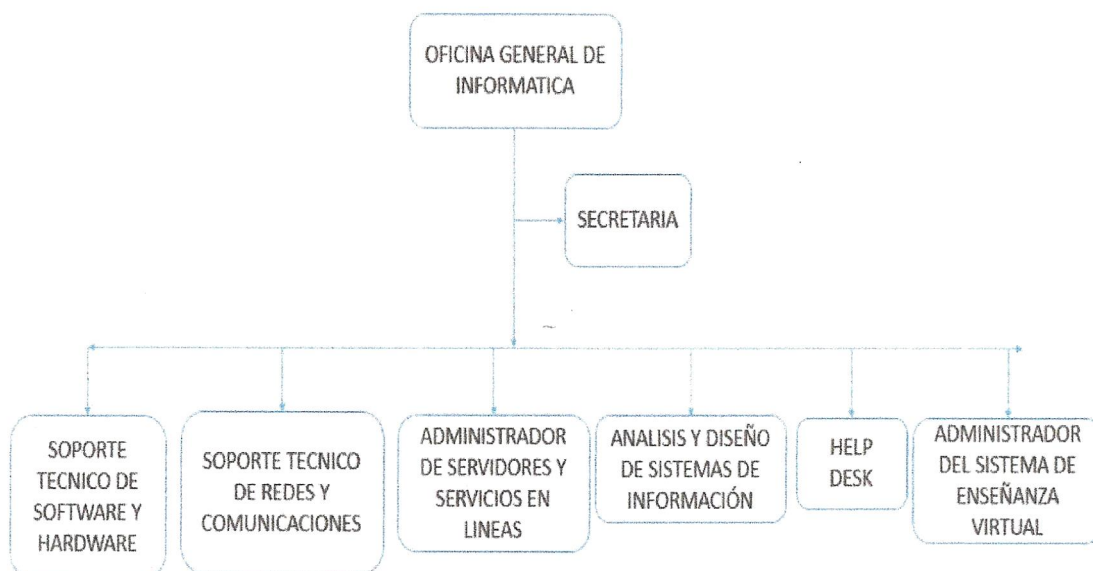 OFICINA GENERAL DE
INFORMATICA
SECRETARIA
SOPORTE
TECNICO DE
SOFTWARE Y
HARDWARE
SOPORTE TECNICO
DE REDES Y
COMUNICACIONES
ADMINISTRADOR
DE SERVIDORES Y
SERVICIOS EN
LINEAS
ANALISIS Y DISEÑO
DE SISTEMAS DE
INFORMACIÓN
HELP
DESK
ADMINISTRADOR
DEL SISTEMA DE
ENSEÑANZA
VIRTUAL